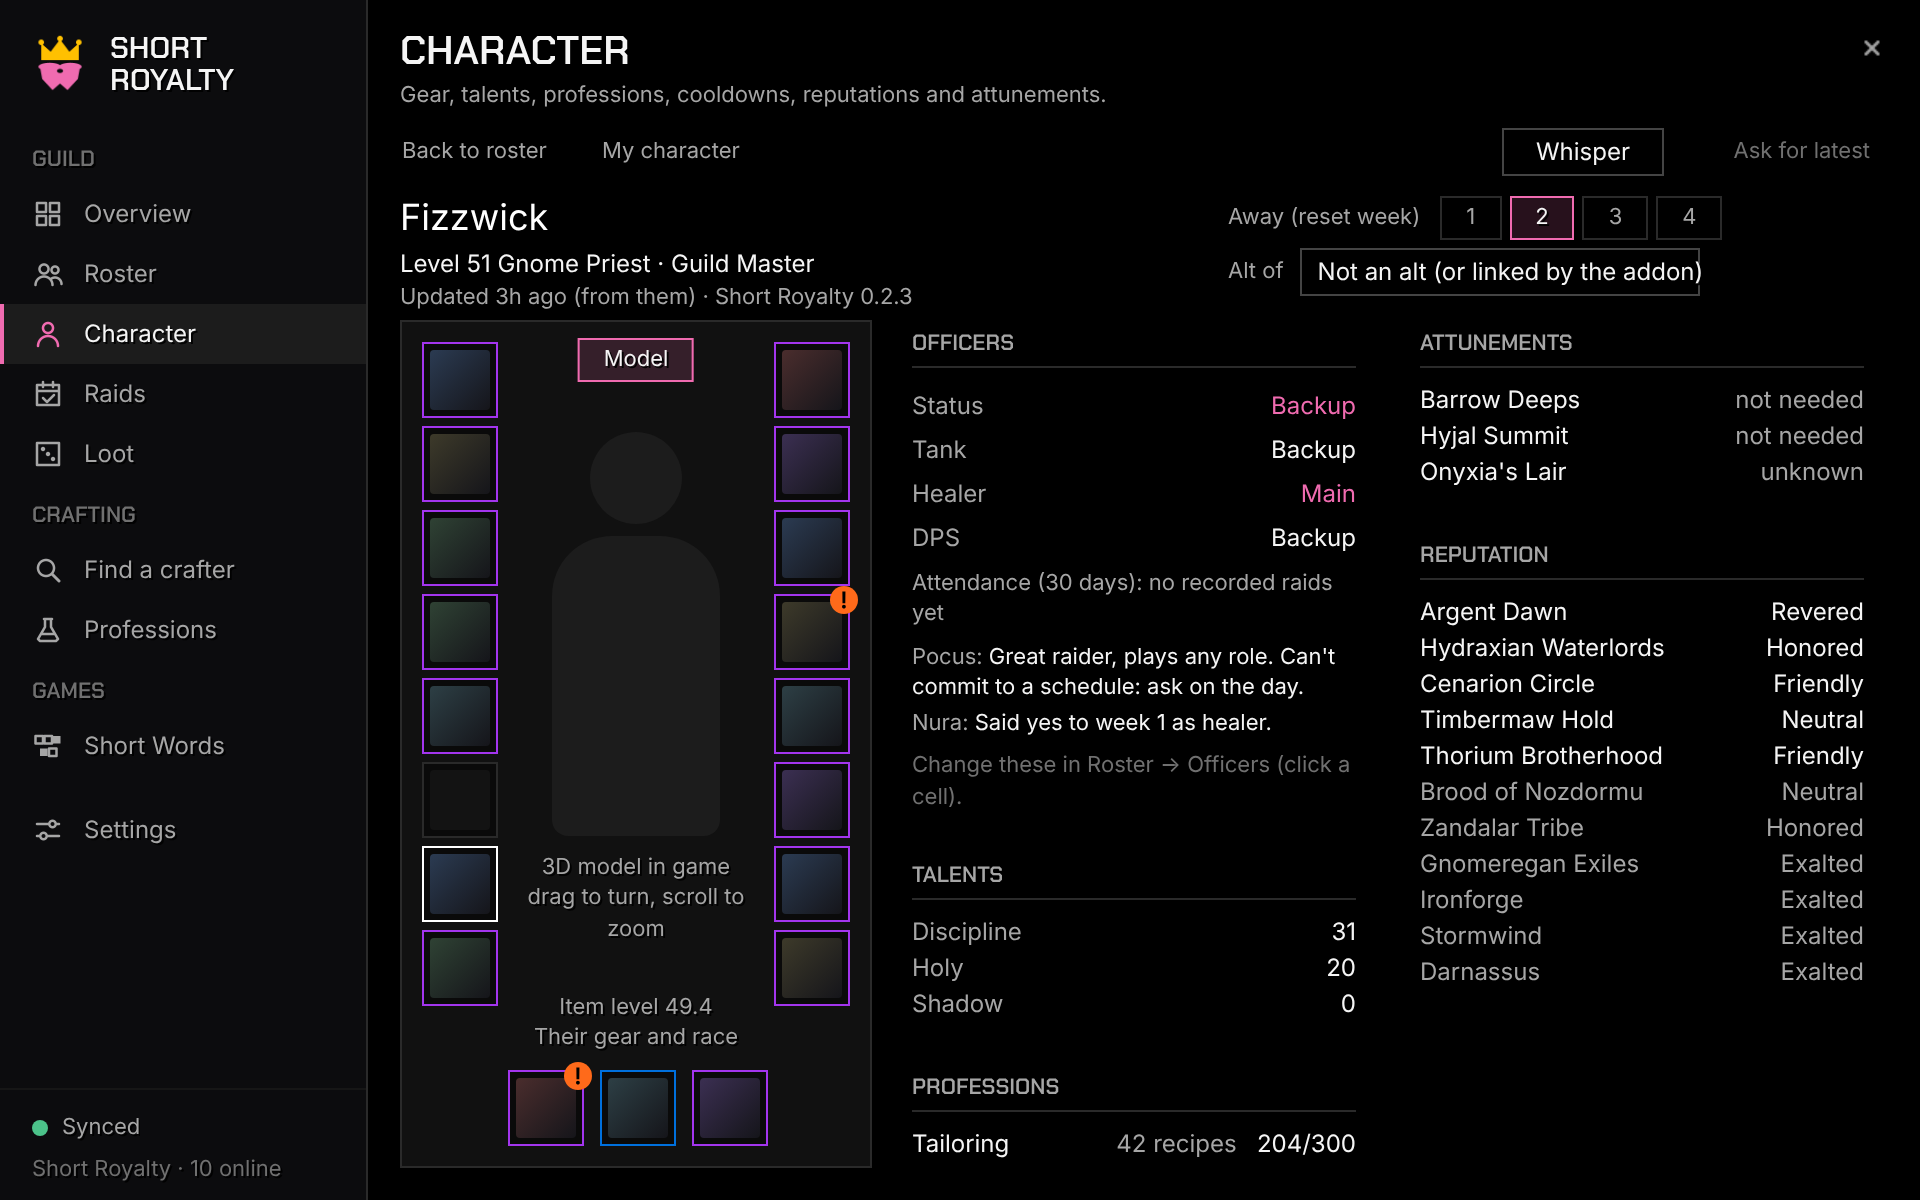 SHORT
ROYALTY
GUILD
Overview
Roster
Character
Raids
Loot
CRAFTING
Find a crafter
Professions
GAMES
Short Words
Settings
Synced
Short Royalty · 10 online
CHARACTER
Gear, talents, professions, cooldowns, reputations and attunements.
Back to roster
My character
Whisper
Ask for latest
Fizzwick
Level 51 Gnome Priest · Guild Master
Updated 3h ago (from them) · Short Royalty 0.2.3
Away (reset week) 1 2 3 4
Alt of Not an alt (or linked by the addon)
Model
3D model in game
drag to turn, scroll to
zoom
Item level 49.4
Their gear and race
!
!
OFFICERS
Status Backup
Tank Backup
Healer Main
DPS Backup
Attendance (30 days): no recorded raids
yet
Pocus: Great raider, plays any role. Can't
commit to a schedule: ask on the day.
Nura: Said yes to week 1 as healer.
Change these in Roster → Officers (click a
cell).
TALENTS
Discipline 31
Holy 20
Shadow 0
PROFESSIONS
Tailoring 42 recipes 204/300
ATTUNEMENTS
Barrow Deeps not needed
Hyjal Summit not needed
Onyxia's Lair unknown
REPUTATION
Argent Dawn Revered
Hydraxian Waterlords Honored
Cenarion Circle Friendly
Timbermaw Hold Neutral
Thorium Brotherhood Friendly
Brood of Nozdormu Neutral
Zandalar Tribe Honored
Gnomeregan Exiles Exalted
Ironforge Exalted
Stormwind Exalted
Darnassus Exalted